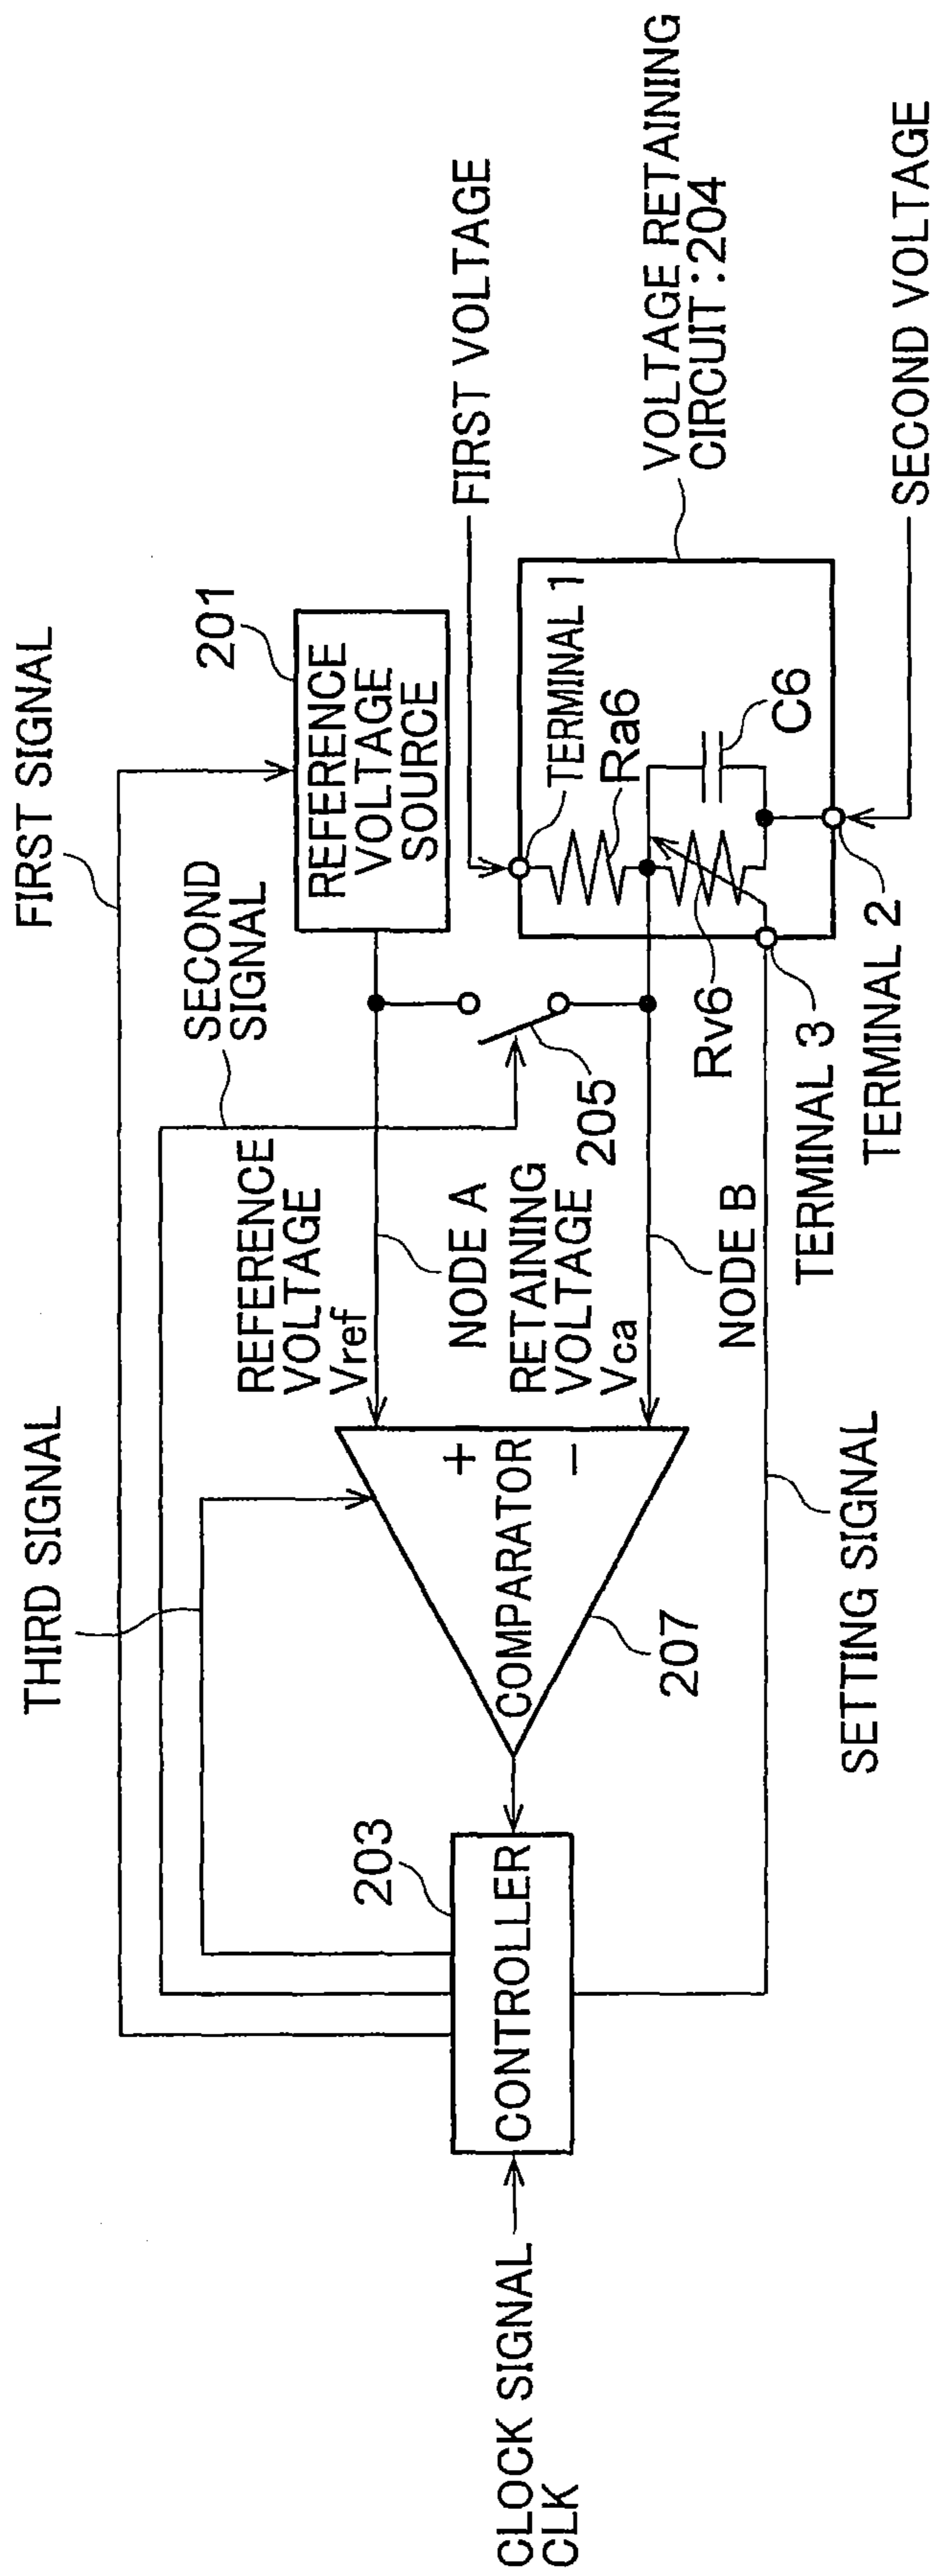 FIRST SIGNAL
SECOND
SIGNAL
THIRD SIGNAL
201
REFERENCE
VOLTAGE
SOURCE
REFERENCE
VOLTAGE
Vref
NODE A
FIRST VOLTAGE
203
CONTROLLER
CLOCK SIGNAL
CLK
+
COMPARATOR
−
207
RETAINING
VOLTAGE
Vca
NODE B
205
TERMINAL 1
Ra6
Rv6
C6
VOLTAGE RETAINING
CIRCUIT :204
TERMINAL 3
TERMINAL 2
SETTING SIGNAL
SECOND VOLTAGE